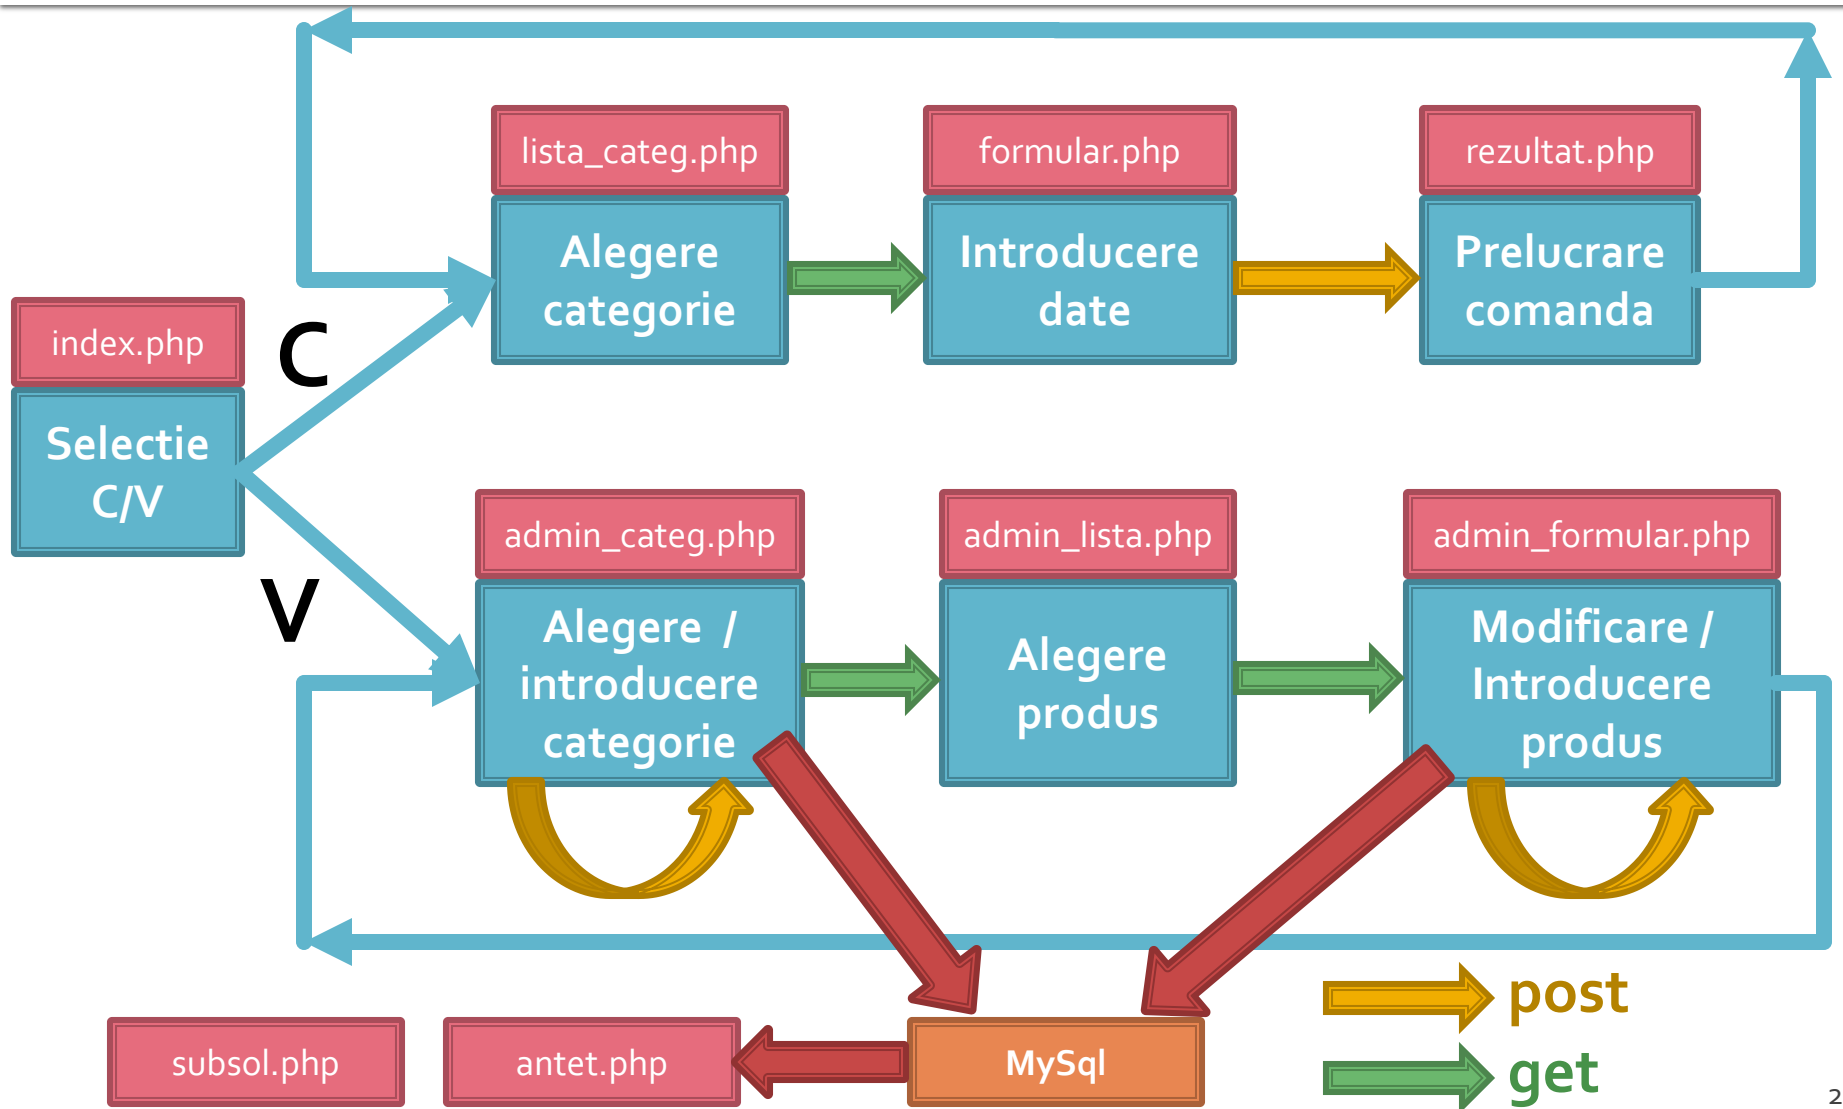 lista_categ.php
formular.php
rezultat.php
Alegere
categorie
Introducere
date
Prelucrare
comanda
index.php
C
Selectie
C/V
V
admin_categ.php
admin_lista.php
admin_formular.php
Alegere /
introducere
categorie
Alegere
produs
Modificare /
Introducere
produs
post
subsol.php
antet.php
MySql
get
2